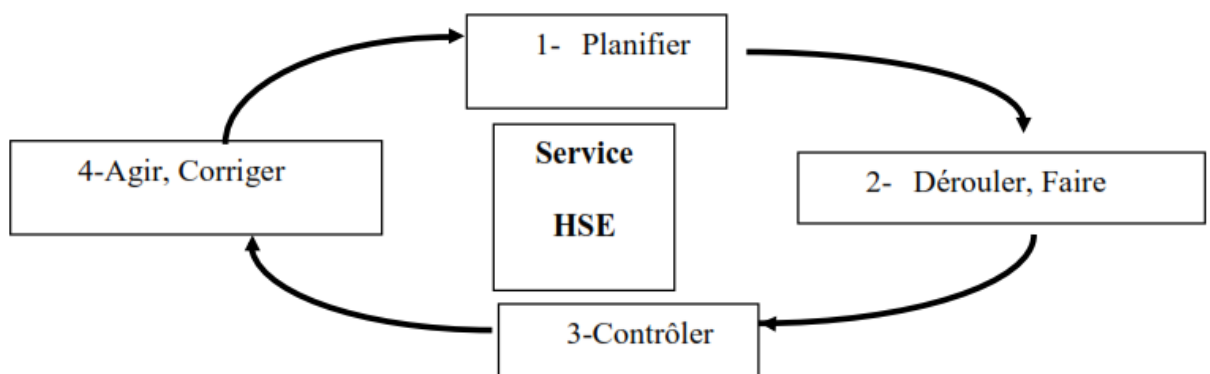 1- Planifier
Service
HSE
4-Agir, Corriger
2- Dérouler, Faire
3-Contrôler